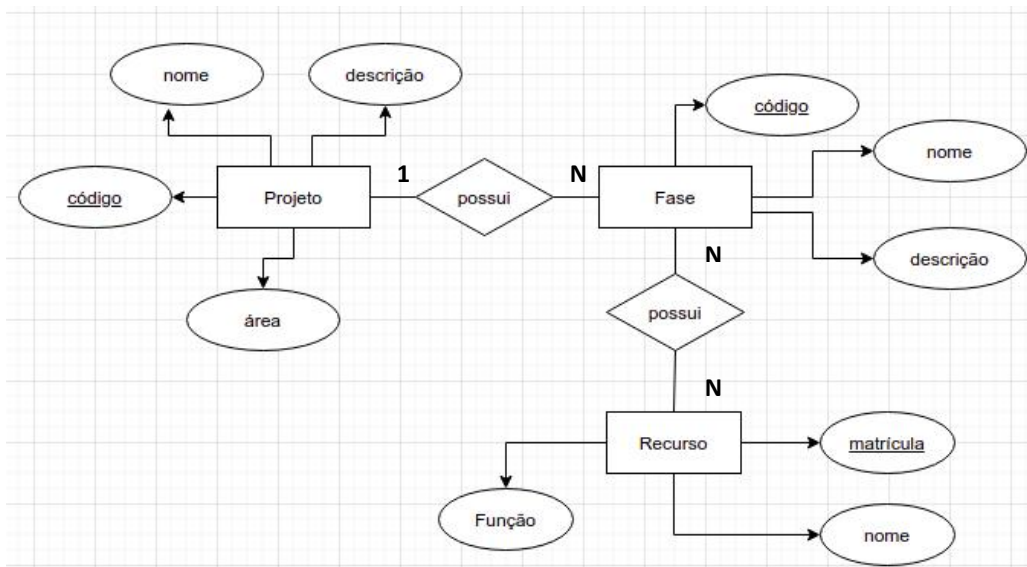 nome
descrição
código
nome
código
Projeto
1
possui
N
Fase
descrição
área
N
possui
N
Recurso
matrícula
Função
nome